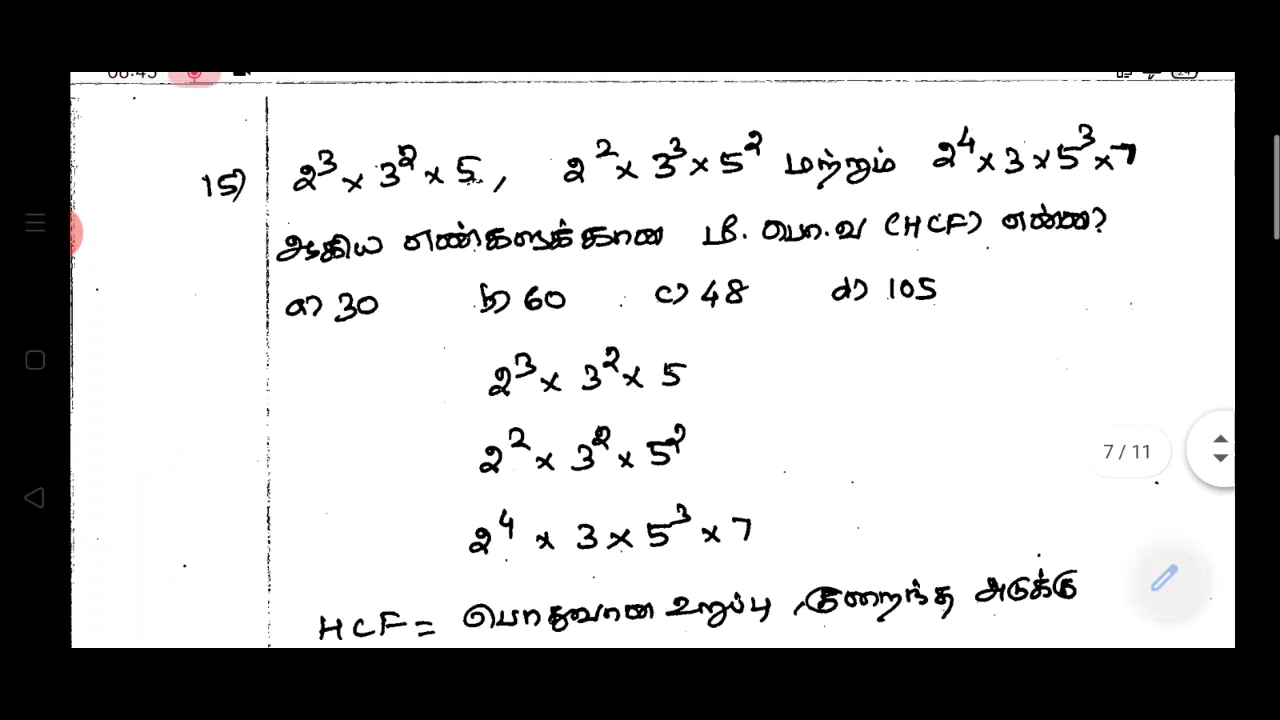 15) 2³ × 3² × 5, 2² × 3³ × 5² மற்றும் 2⁴ × 3 × 5³ × 7
ஆகிய எண்களுக்கான மீ. பொ. வ (HCF) என்ன?
a) 30 b) 60 c) 48 d) 105
2³ × 3² × 5
2² × 3² × 5²
2⁴ × 3 × 5³ × 7
7 / 11
HCF = பொதுவான உறுப்பு, குறைந்த அடுக்கு